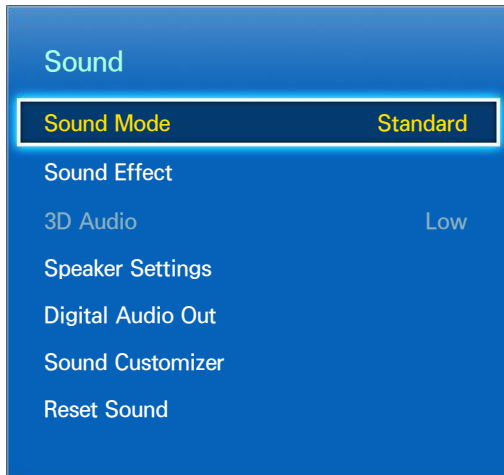 Sound
Sound Mode Standard
Sound Effect
3D Audio Low
Speaker Settings
Digital Audio Out
Sound Customizer
Reset Sound